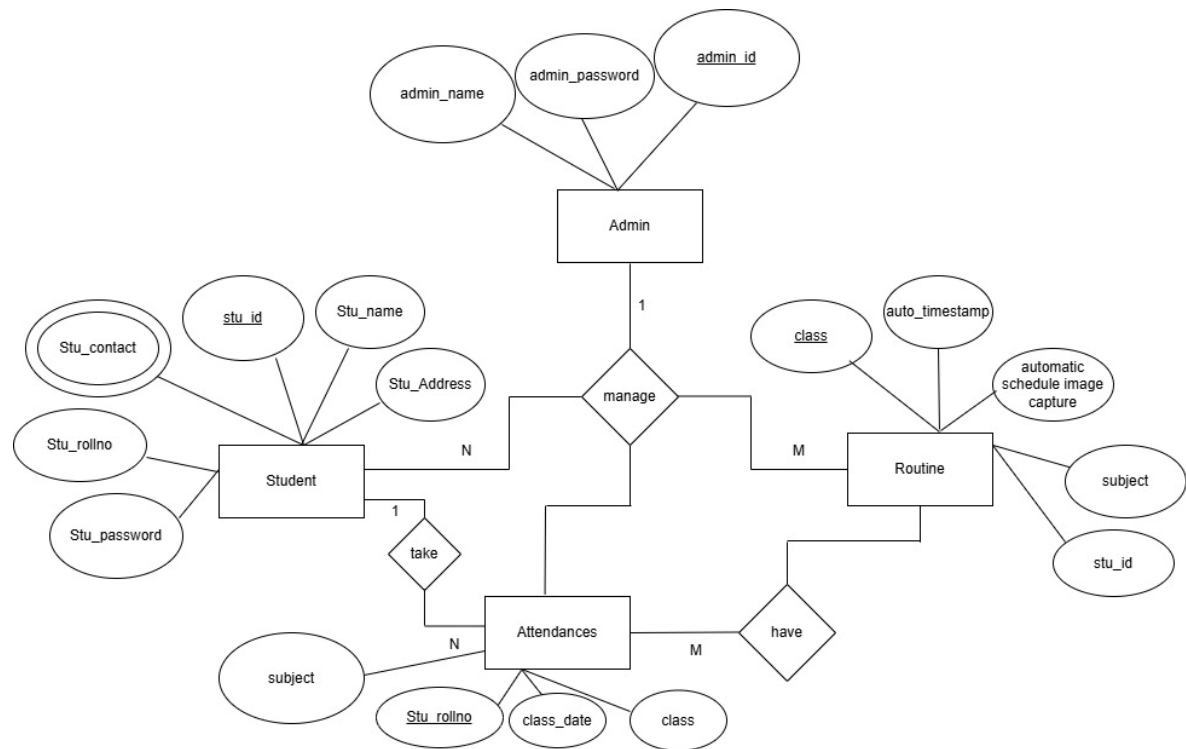 admin_id
admin_password
admin_name
Admin
1
stu_id
Stu_name
auto_timestamp
class
Stu_contact
Stu_Address
automatic
schedule image
capture
manage
Stu_rollno
N
M
Student
Routine
subject
1
Stu_password
take
stu_id
Attendances
have
N
M
subject
Stu_rollno
class_date
class